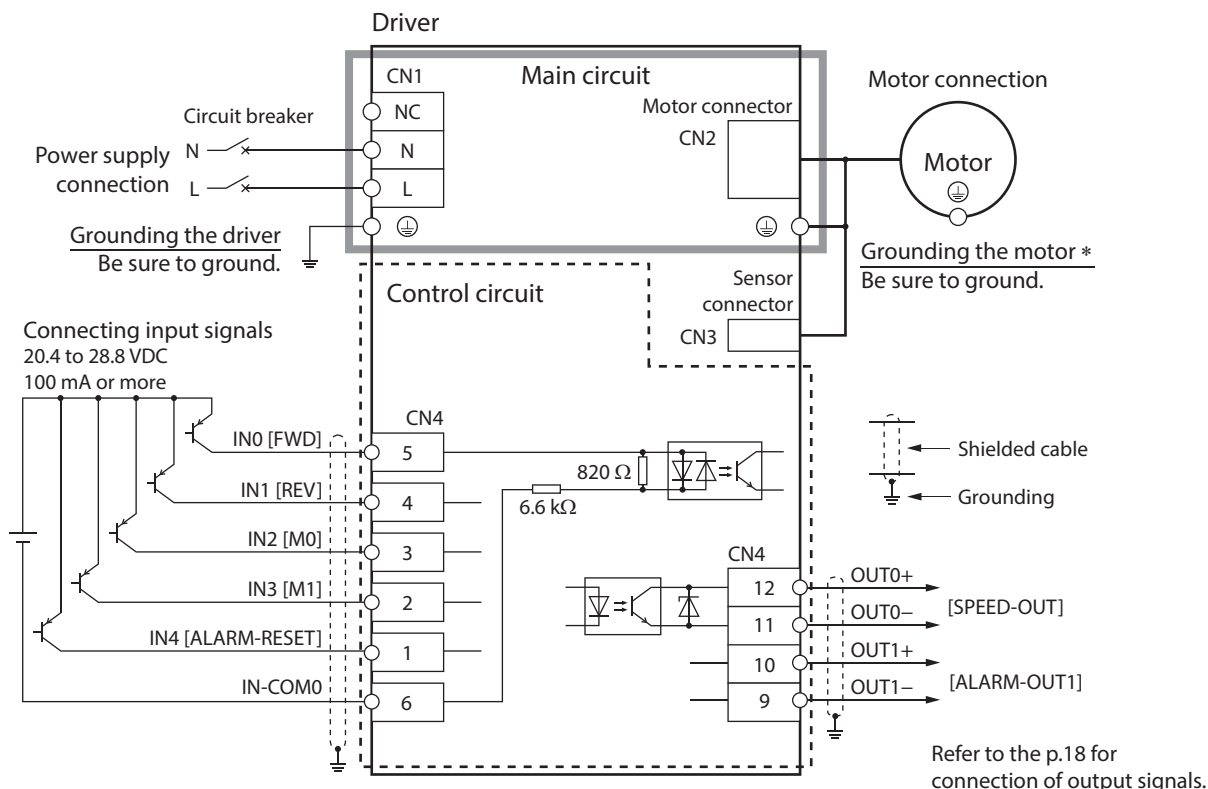 Driver
Main circuit
CN1
NC
N
L
Circuit breaker
Power supply
connection
N
L
Grounding the driver
Be sure to ground.
Motor connector
CN2
Motor connection
Motor
Grounding the motor *
Be sure to ground.
Sensor
connector
CN3
Control circuit
Connecting input signals
20.4 to 28.8 VDC
100 mA or more
CN4
IN0 [FWD]
5
IN1 [REV]
4
IN2 [M0]
3
IN3 [M1]
2
IN4 [ALARM-RESET]
1
IN-COM0
6
820 Ω
6.6 kΩ
Shielded cable
Grounding
CN4
12
OUT0+
11
OUT0−
[SPEED-OUT]
10
OUT1+
9
OUT1−
[ALARM-OUT1]
Refer to the p.18 for
connection of output signals.